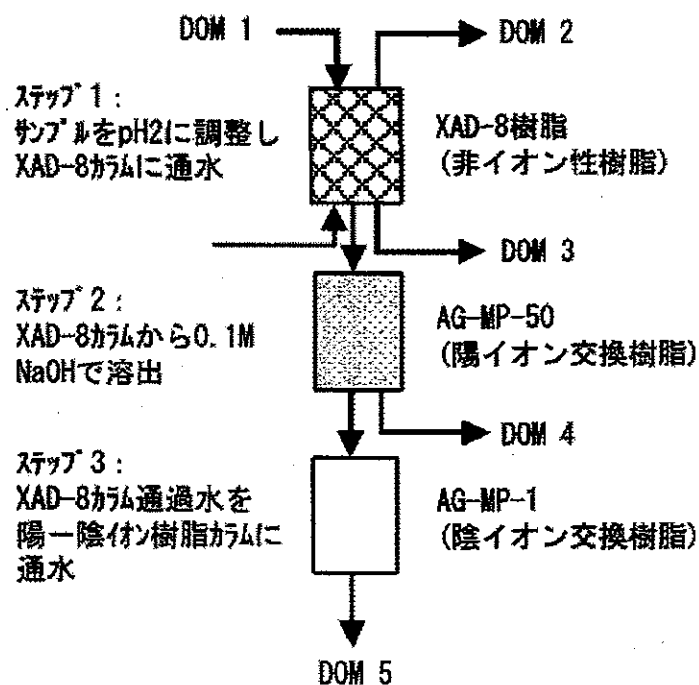 DOM 1
DOM 2
ステップ 1:
サンプルをpH2に調整し
XAD-8カラムに通水
XAD-8樹脂
(非イオン性樹脂)
DOM 3
ステップ 2:
XAD-8カラムから0.1M
NaOHで溶出
AG-MP-50
(陽イオン交換樹脂)
DOM 4
ステップ 3:
XAD-8カラム通過水を
陽ー陰イオン樹脂カラムに
通水
AG-MP-1
(陰イオン交換樹脂)
DOM 5